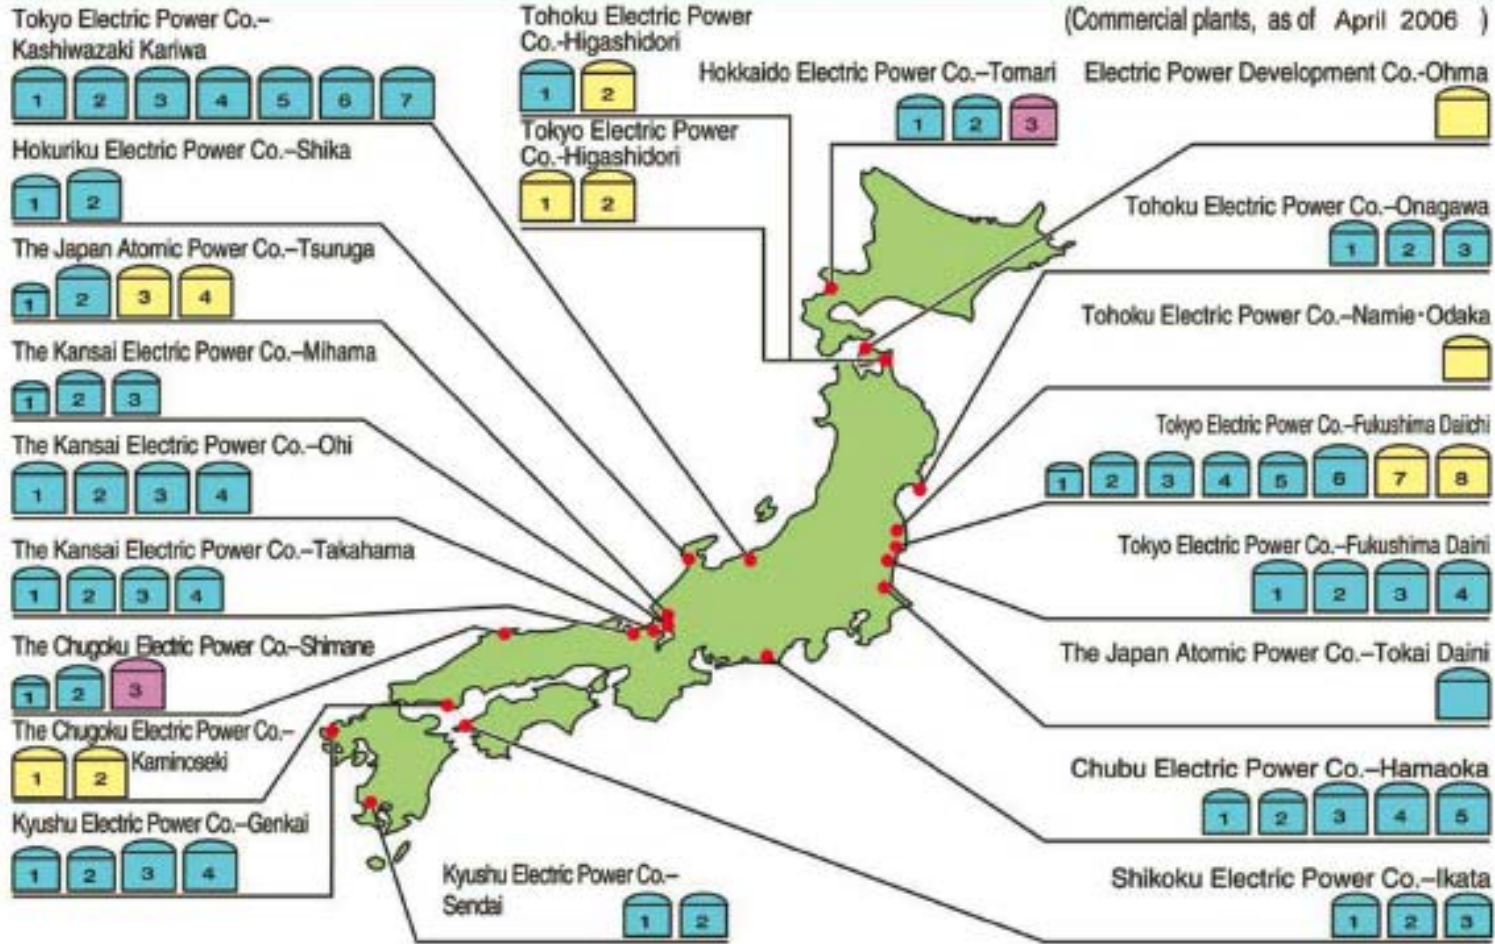 Tokyo Electric Power Co.–
Kashiwazaki Kariwa
1 2 3 4 5 6 7
Hokuriku Electric Power Co.–Shika
1 2
The Japan Atomic Power Co.–Tsuruga
1 2 3 4
The Kansai Electric Power Co.–Mihama
1 2 3
The Kansai Electric Power Co.–Ohi
1 2 3 4
The Kansai Electric Power Co.–Takahama
1 2 3 4
The Chugoku Electric Power Co.–Shimane
1 2 3
The Chugoku Electric Power Co.–
Kaminoseki
1 2
Kyushu Electric Power Co.–Genkai
1 2 3 4
Tohoku Electric Power
Co.-Higashidori
1 2
Tokyo Electric Power
Co.-Higashidori
1 2
Hokkaido Electric Power Co.–Tomari
1 2 3
Kyushu Electric Power Co.–
Sendai
1 2
(Commercial plants, as of April 2006 )
Electric Power Development Co.-Ohma
Tohoku Electric Power Co.–Onagawa
1 2 3
Tohoku Electric Power Co.–Namie·Odaka
Tokyo Electric Power Co.–Fukushima Daiichi
1 2 3 4 5 6 7 8
Tokyo Electric Power Co.–Fukushima Daini
1 2 3 4
The Japan Atomic Power Co.–Tokai Daini
Chubu Electric Power Co.–Hamaoka
1 2 3 4 5
Shikoku Electric Power Co.–Ikata
1 2 3